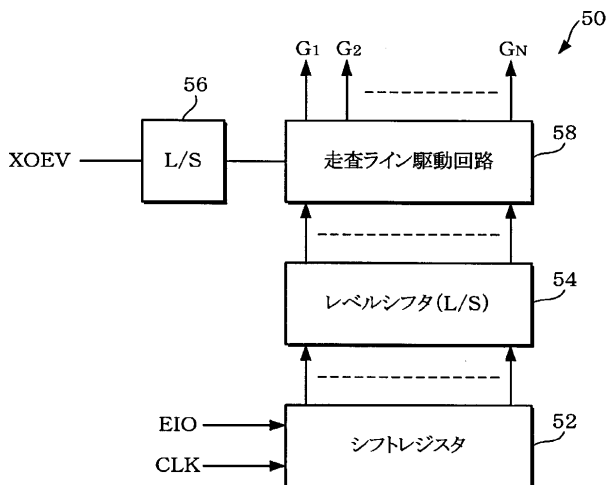 50
G1 G2 GN
56
XOEV L/S 走査ライン駆動回路 58
レベルシフタ(L/S) 54
EIO
シフトレジスタ 52
CLK